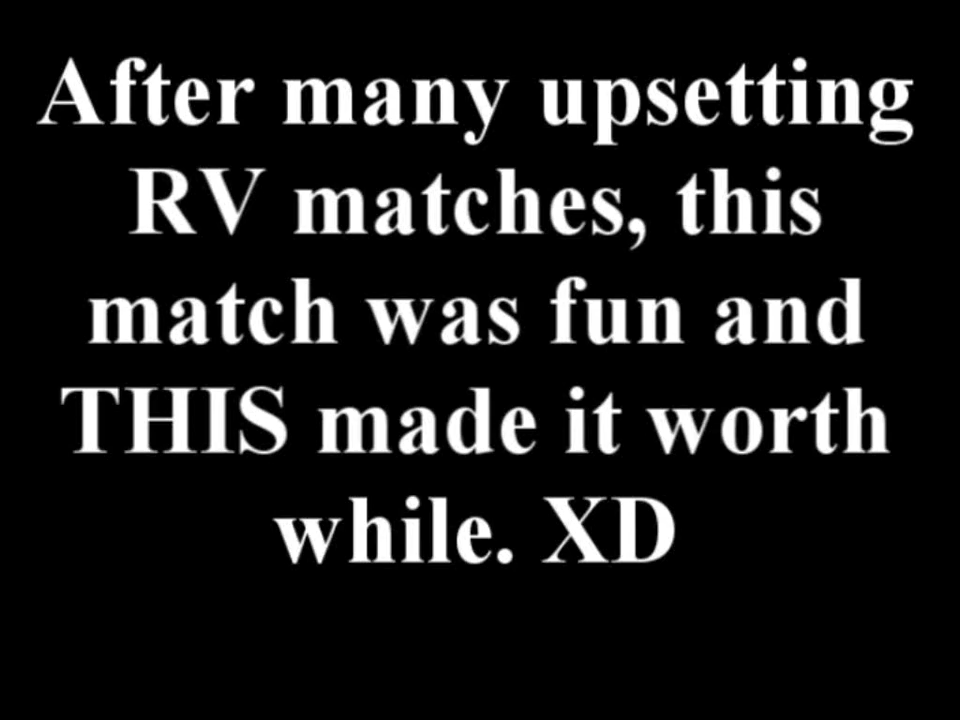 After many upsetting
RV matches, this
match was fun and
THIS made it worth
while. XD